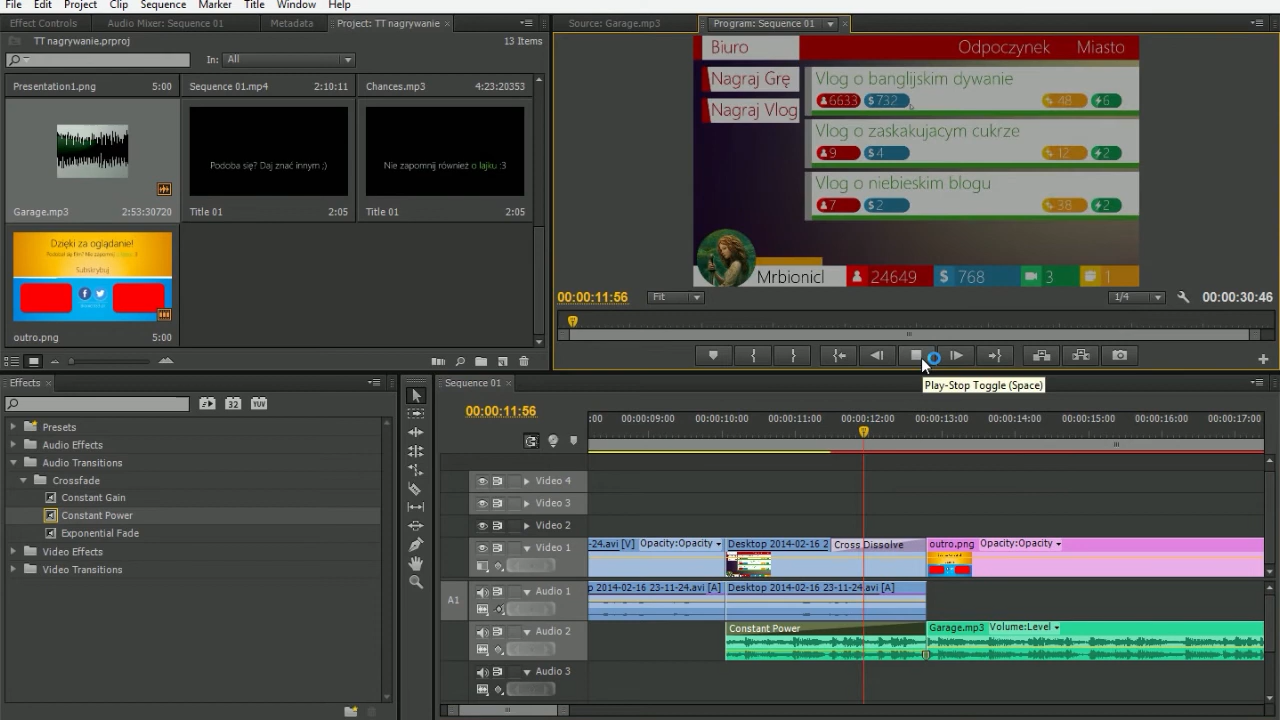 File Edit Project Clip Sequence Marker Title Window Help
Effect Controls Audio Mixer: Sequence 01 Metadata Project: TT nagrywanie ×
TT nagrywanie.prproj 13 Items
In: All
Presentation1.png 5:00 Sequence 01.mp4 2:10:11 Chances.mp3 4:23:20353
Podoba się? Daj znać innym ;)
Nie zapomnij również o lajku :3
Garage.mp3 2:53:30720 Title 01 2:05 Title 01 2:05
Dzięki za oglądanie!
Subskrybuj
outro.png 5:00
Source: Garage.mp3 Program: Sequence 01 ×
Biuro Odpoczynek Miasto
Nagraj Grę
Nagraj Vlog
Vlog o banglijskim dywanie
6633 $ 732 48 6
Vlog o zaskakujacym cukrze
9 $ 4 12 2
Vlog o niebieskim blogu
7 $ 2 38 2
Mrbionicl 24649 $ 768 3 1
00:00:11:56 Fit 1/4 00:00:30:46
Play-Stop Toggle (Space)
Effects ×
32 YUV
Presets
Audio Effects
Audio Transitions
Crossfade
Constant Gain
Constant Power
Exponential Fade
Video Effects
Video Transitions
Sequence 01 ×
00:00:11:56
:00 00:00:09:00 00:00:10:00 00:00:11:00 00:00:12:00 00:00:13:00 00:00:14:00 00:00:15:00 00:00:16:00 00:00:17:00
Video 4
Video 3
Video 2
Video 1 -24.avi [V] Opacity:Opacity Desktop 2014-02-16 2 Cross Dissolve outro.png Opacity:Opacity
A1 Audio 1 p 2014-02-16 23-11-24.avi [A] Desktop 2014-02-16 23-11-24.avi [A]
Audio 2 Constant Power Garage.mp3 Volume:Level
Audio 3